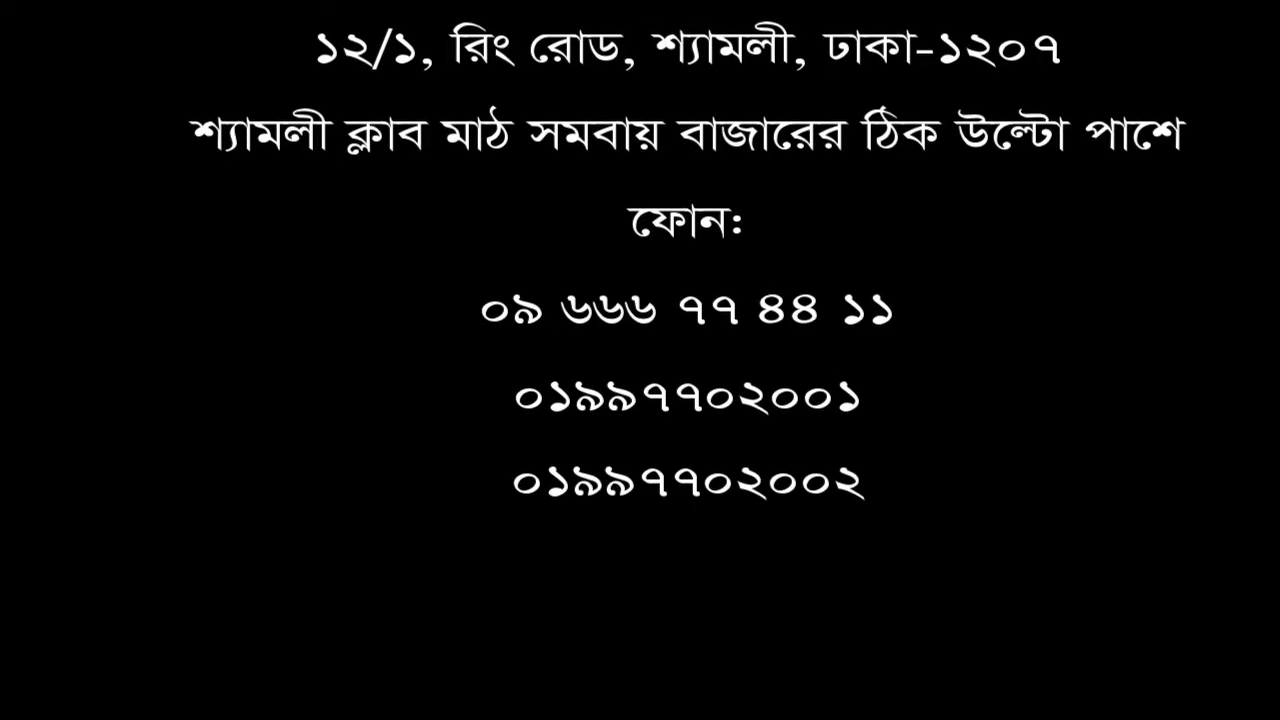 ১২/১, রিং রোড, শ্যামলী, ঢাকা-১২০৭
শ্যামলী ক্লাব মাঠ সমবায় বাজারের ঠিক উল্টো পাশে
ফোন:
০৯ ৬৬৬ ৭৭ ৪৪ ১১
০১৯৯৭৭০২০০১
০১৯৯৭৭০২০০২